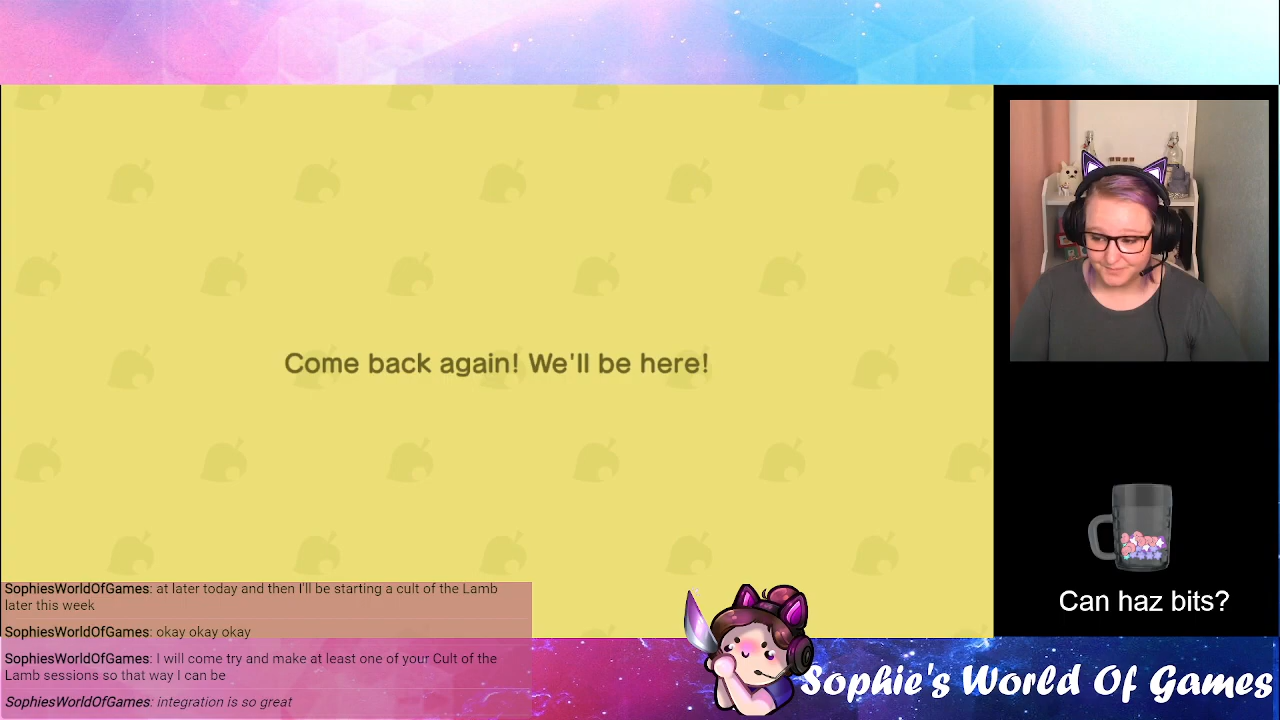 Come back again! We'll be here!
SophiesWorldOfGames: at later today and then I'll be starting a cult of the Lamb
later this week
SophiesWorldOfGames: okay okay okay
SophiesWorldOfGames: I will come try and make at least one of your Cult of the
Lamb sessions so that way I can be
SophiesWorldOfGames: integration is so great
Can haz bits?
Sophie's World Of Games